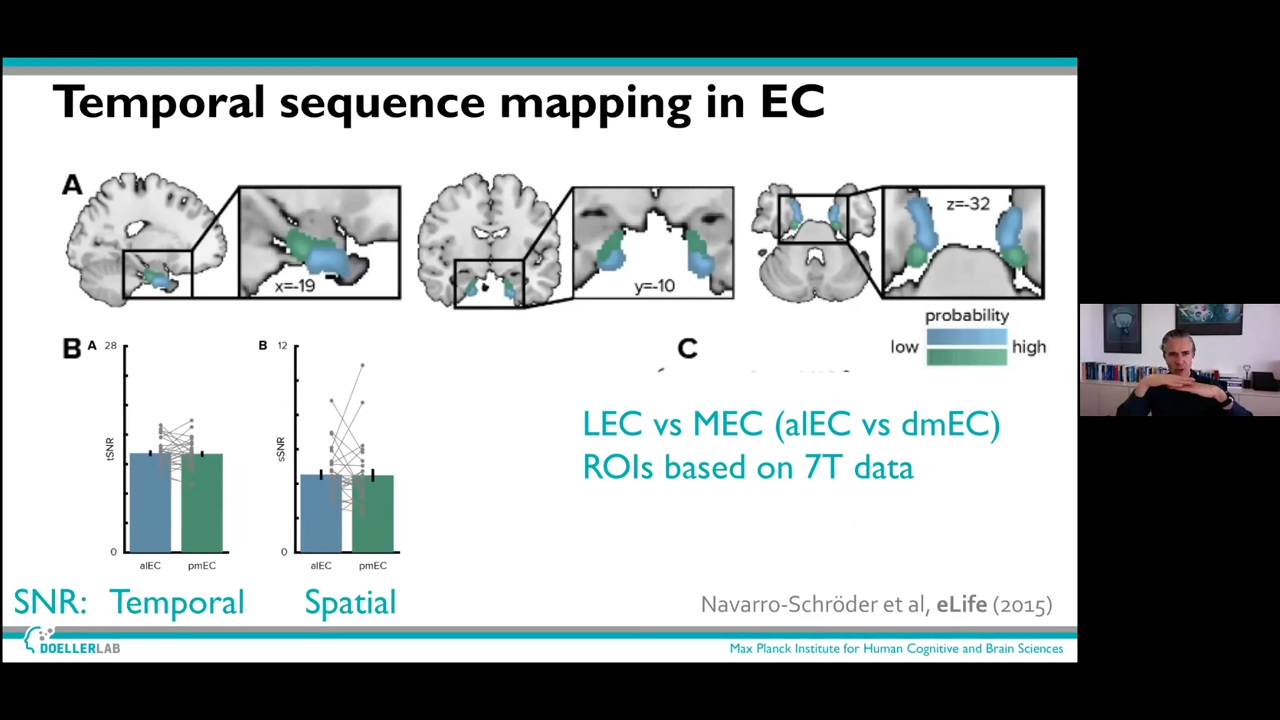 Temporal sequence mapping in EC
A
x=-19
y=-10
z=-32
probability
low
high
B
A
28
tSNR
0
alEC
pmEC
B
12
sSNR
0
alEC
pmEC
C
LEC vs MEC (alEC vs dmEC)
ROIs based on 7T data
SNR: Temporal
Spatial
Navarro-Schröder et al, eLife (2015)
DOELLERLAB
Max Planck Institute for Human Cognitive and Brain Sciences